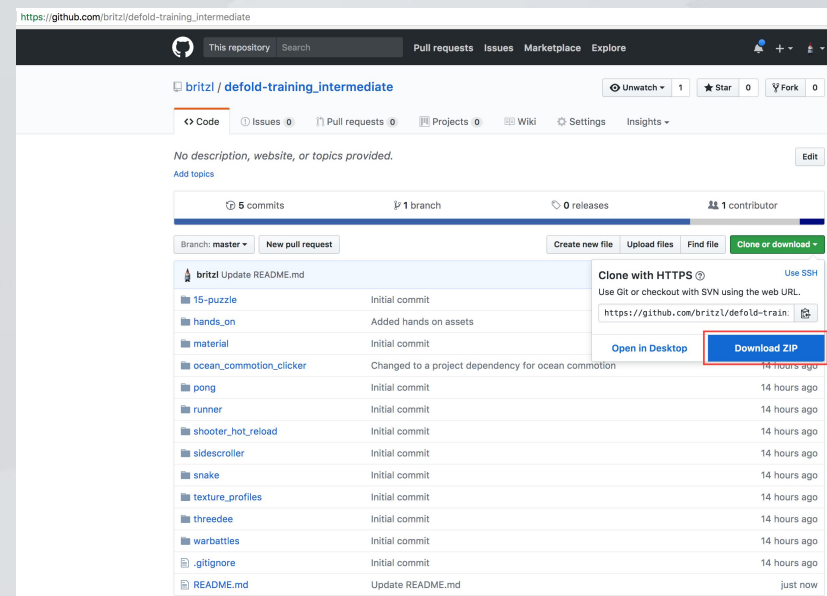 https://github.com/britzl/defold-training_intermediate
This repository Search Pull requests Issues Marketplace Explore
britzl / defold-training_intermediate Unwatch 1 Star 0 Fork 0
Code Issues 0 Pull requests 0 Projects 0 Wiki Settings Insights
No description, website, or topics provided. Edit
Add topics
5 commits 1 branch 0 releases 1 contributor
Branch: master New pull request Create new file Upload files Find file Clone or download
britzl Update README.md
Clone with HTTPS Use SSH
Use Git or checkout with SVN using the web URL.
https://github.com/britzl/defold-train
Open in Desktop Download ZIP
15-puzzle Initial commit
hands_on Added hands on assets
material Initial commit
ocean_commotion_clicker Changed to a project dependency for ocean commotion 14 hours ago
pong Initial commit 14 hours ago
runner Initial commit 14 hours ago
shooter_hot_reload Initial commit 14 hours ago
sidescroller Initial commit 14 hours ago
snake Initial commit 14 hours ago
texture_profiles Initial commit 14 hours ago
threedee Initial commit 14 hours ago
warbattles Initial commit 14 hours ago
.gitignore Initial commit 14 hours ago
README.md Update README.md just now